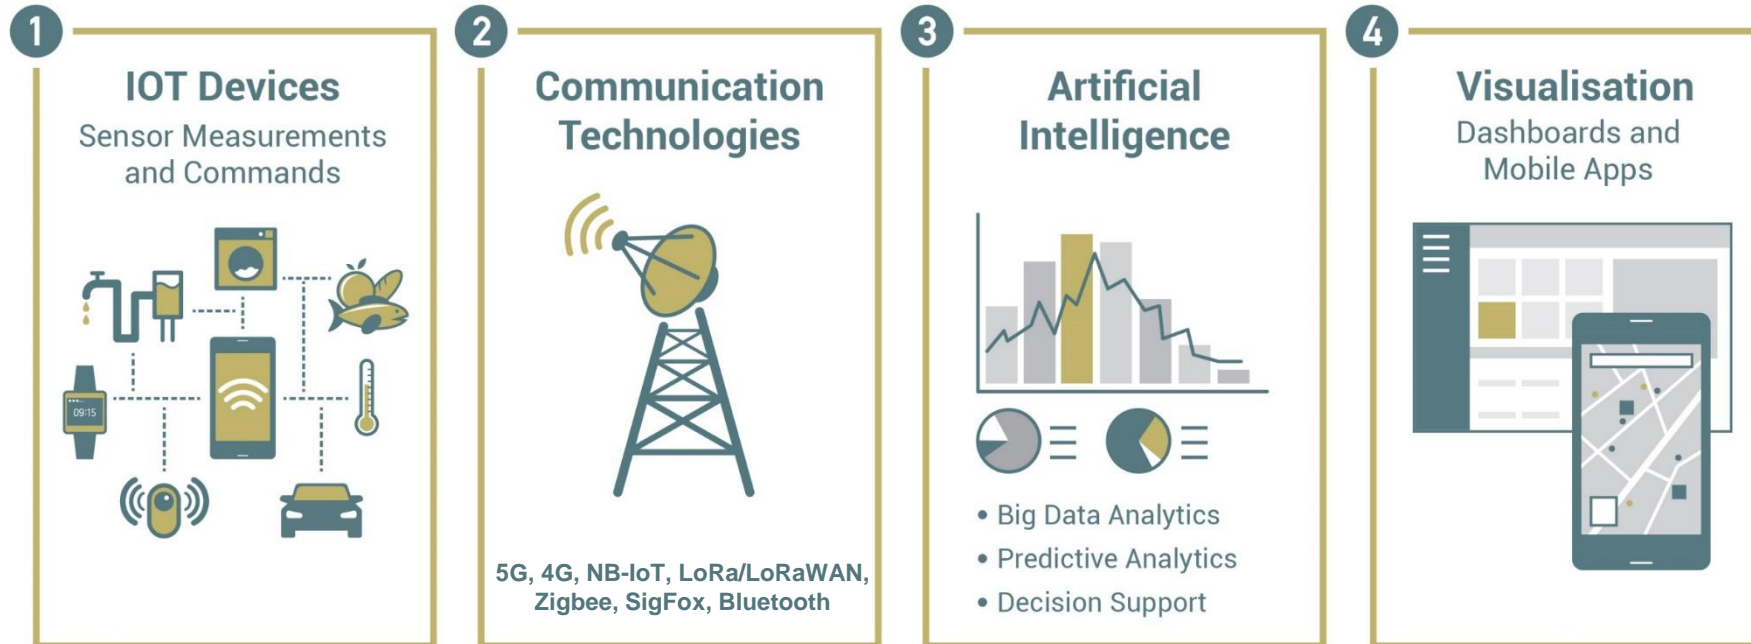 1
IOT Devices
Sensor Measurements
and Commands
09:15
2
Communication
Technologies
5G, 4G, NB-IoT, LoRa/LoRaWAN,
Zigbee, SigFox, Bluetooth
3
Artificial
Intelligence
• Big Data Analytics
• Predictive Analytics
• Decision Support
4
Visualisation
Dashboards and
Mobile Apps